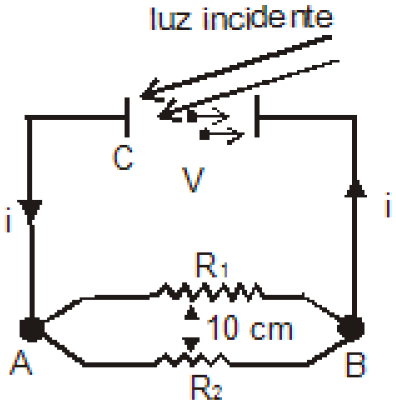 luz incidente
C
V
i
i
R₁
10 cm
A
B
R₂